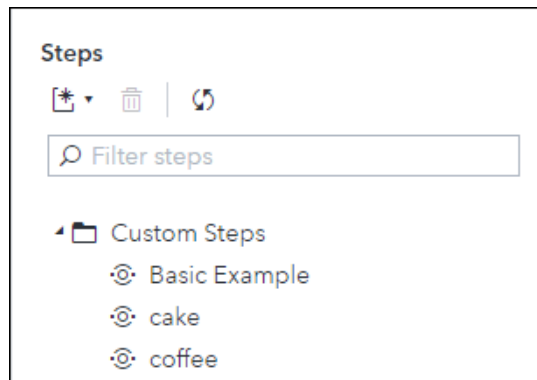 Steps
Filter steps
Custom Steps
Basic Example
cake
coffee